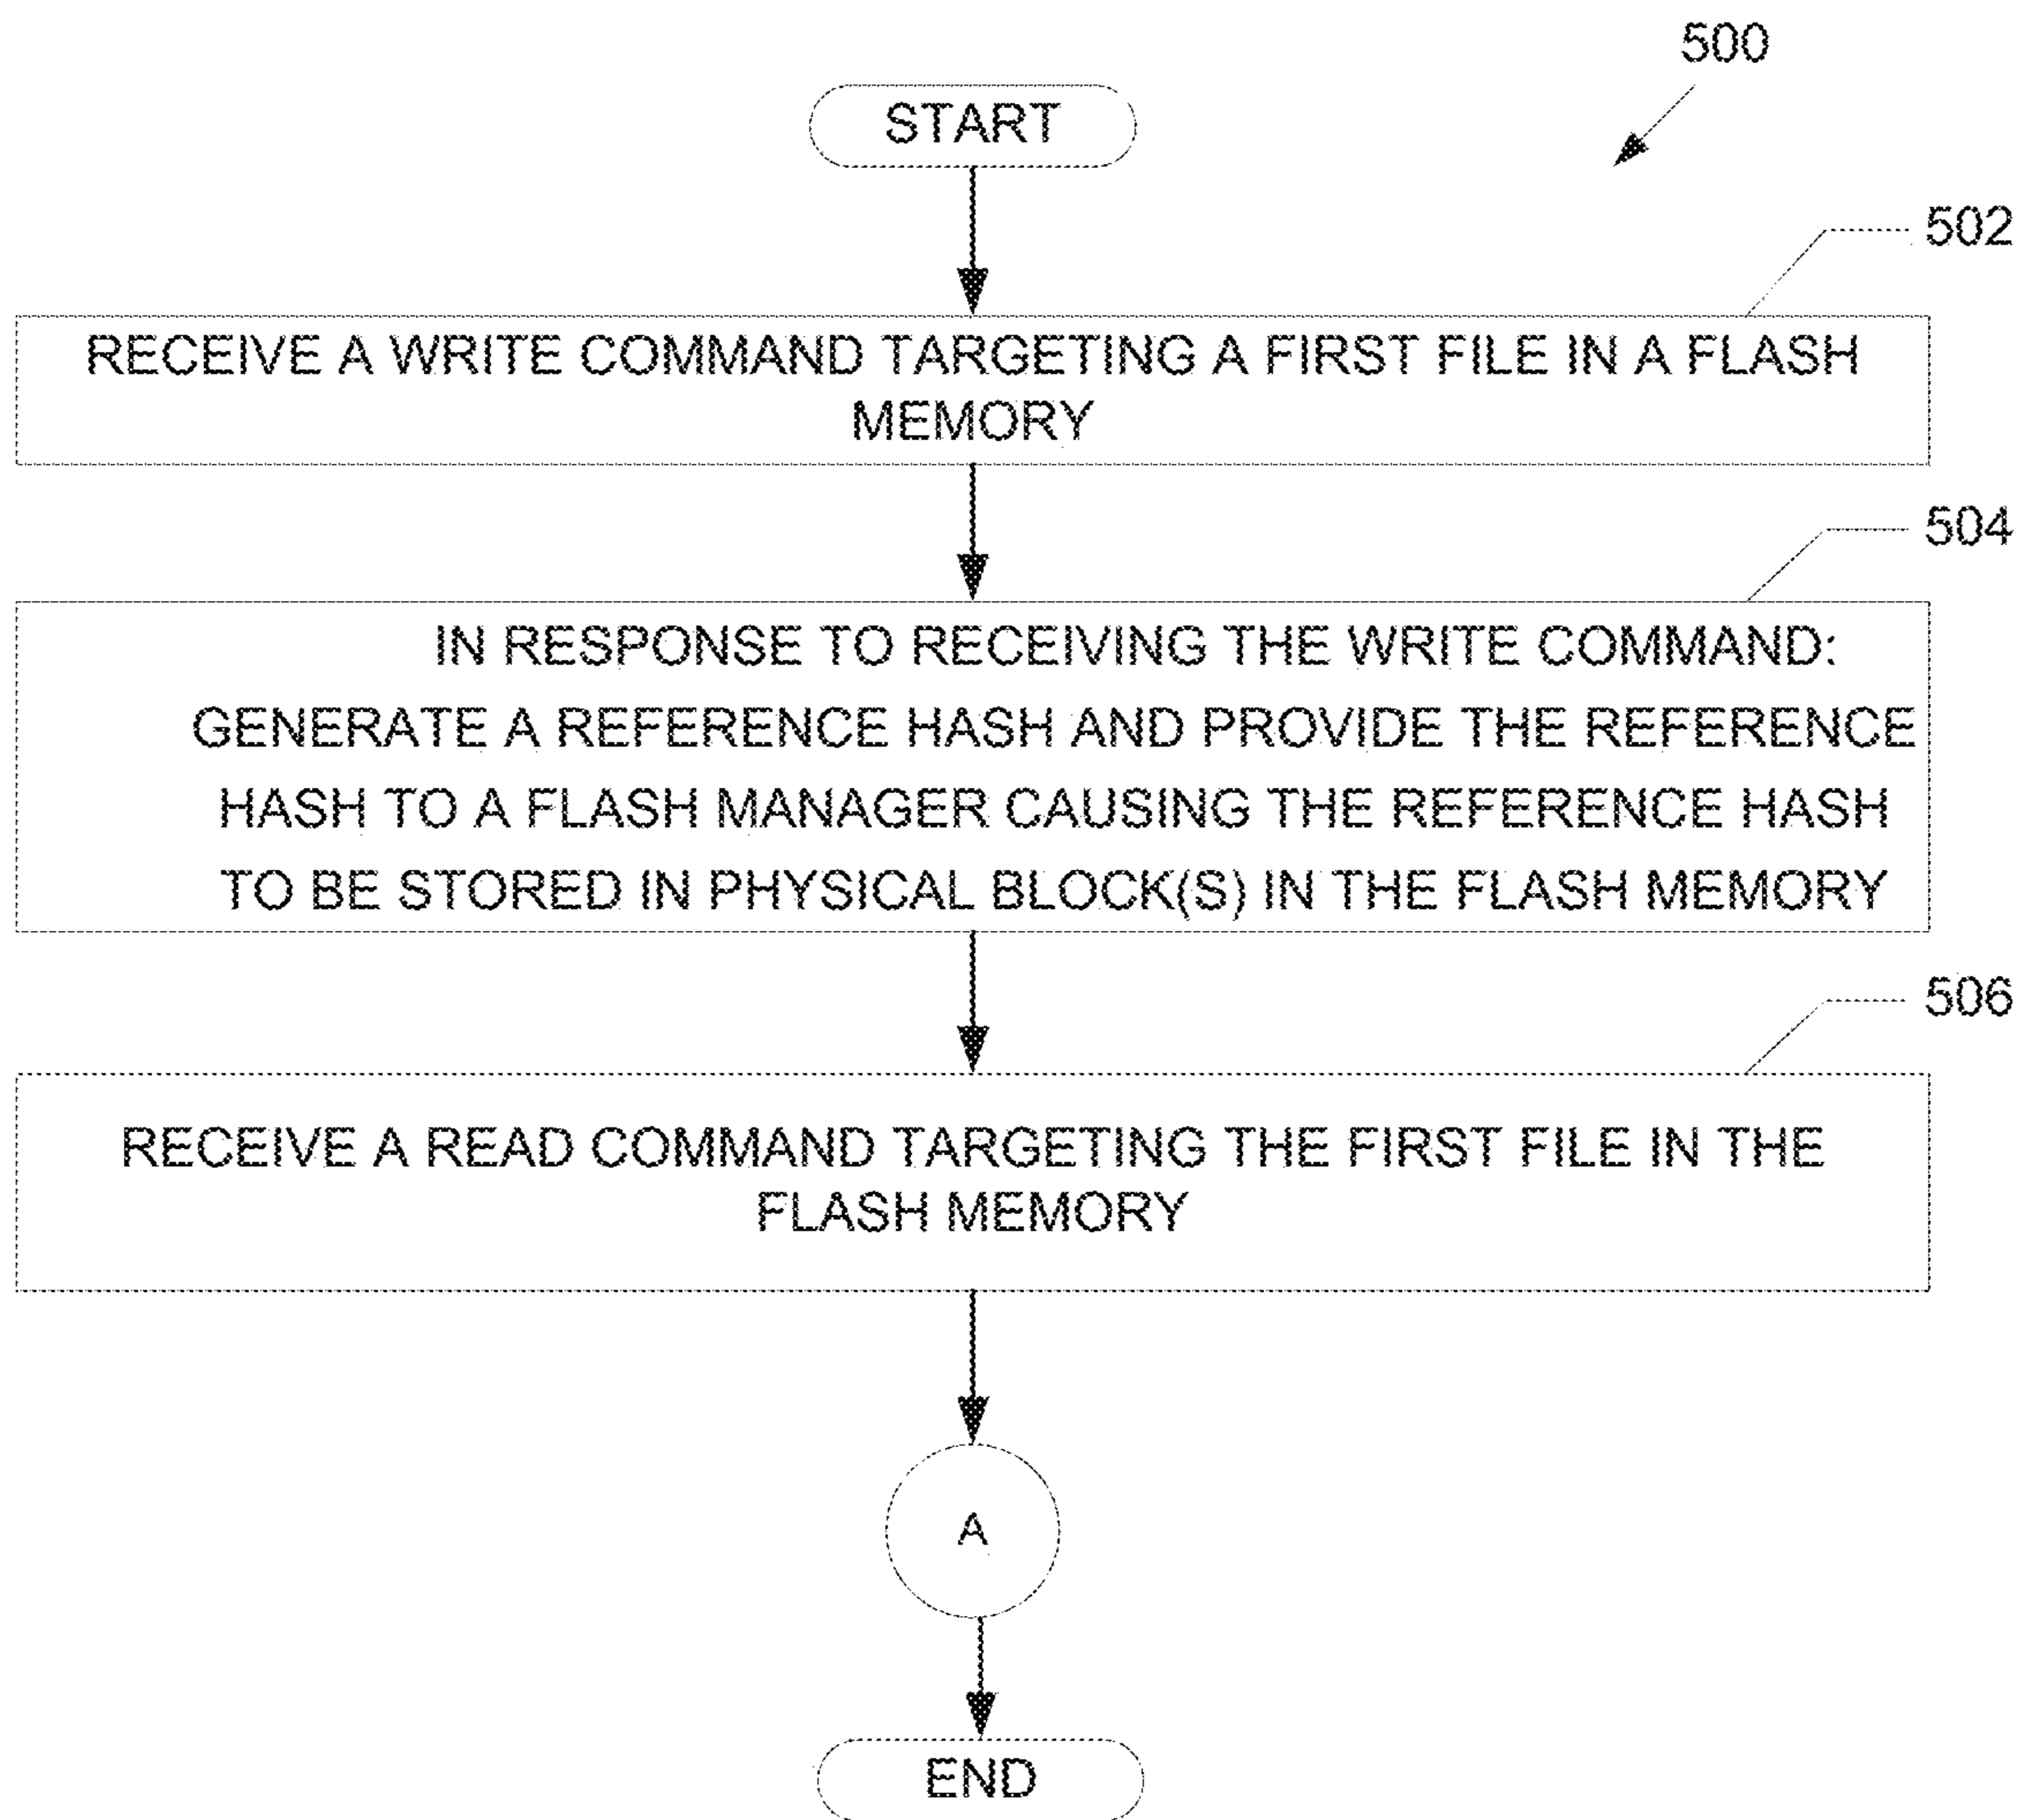 500
START
502
RECEIVE A WRITE COMMAND TARGETING A FIRST FILE IN A FLASH
MEMORY
504
IN RESPONSE TO RECEIVING THE WRITE COMMAND:
GENERATE A REFERENCE HASH AND PROVIDE THE REFERENCE
HASH TO A FLASH MANAGER CAUSING THE REFERENCE HASH
TO BE STORED IN PHYSICAL BLOCK(S) IN THE FLASH MEMORY
506
RECEIVE A READ COMMAND TARGETING THE FIRST FILE IN THE
FLASH MEMORY
A
END